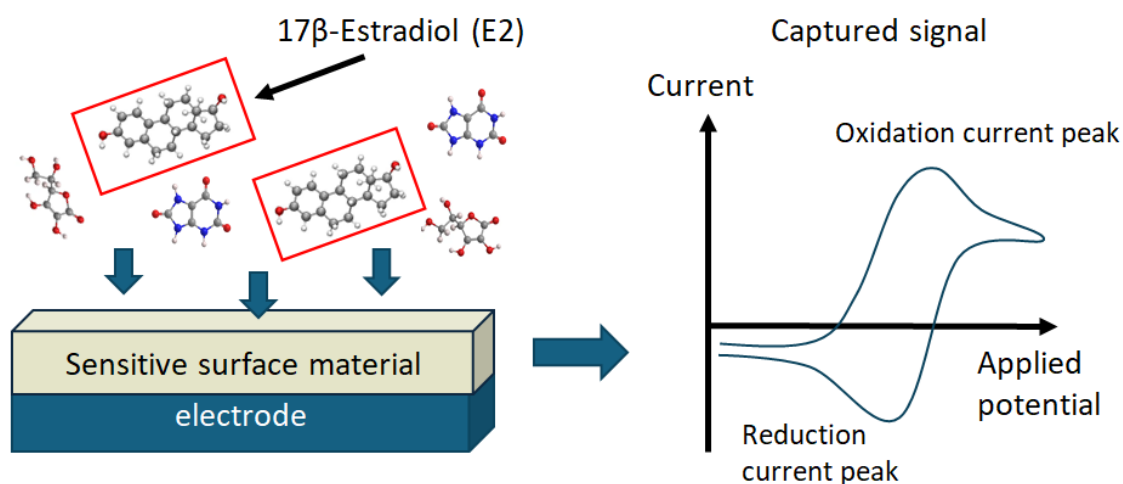 17β-Estradiol (E2)
Sensitive surface material
electrode
Captured signal
Current
Oxidation current peak
Applied
potential
Reduction
current peak